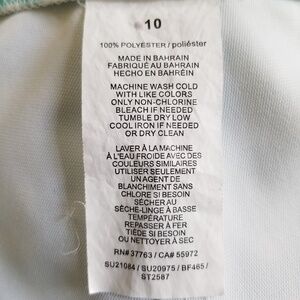 10
100% POLYESTER / poliéster
MADE IN BAHRAIN
FABRIQUÉ AU BAHRAIN
HECHO EN BAHRÉIN
MACHINE WASH COLD
WITH LIKE COLORS
ONLY NON-CHLORINE
BLEACH IF NEEDED
TUMBLE DRY LOW
COOL IRON IF NEEDED
OR DRY CLEAN
LAVER À LA MACHINE
À L'EAU FROIDE AVEC DES
COULEURS SIMILAIRES
UTILISER SEULEMENT
UN AGENT DE
BLANCHIMENT SANS
CHLORE SI BESOIN
SÉCHER AU
SÈCHE-LINGE À BASSE
TEMPÉRATURE
REPASSER À FER
TIÈDE SI BESOIN
OU NETTOYER À SEC
RN# 37763 / CA# 55972
SU21084 / SU20975 / BF465 /
ST2587